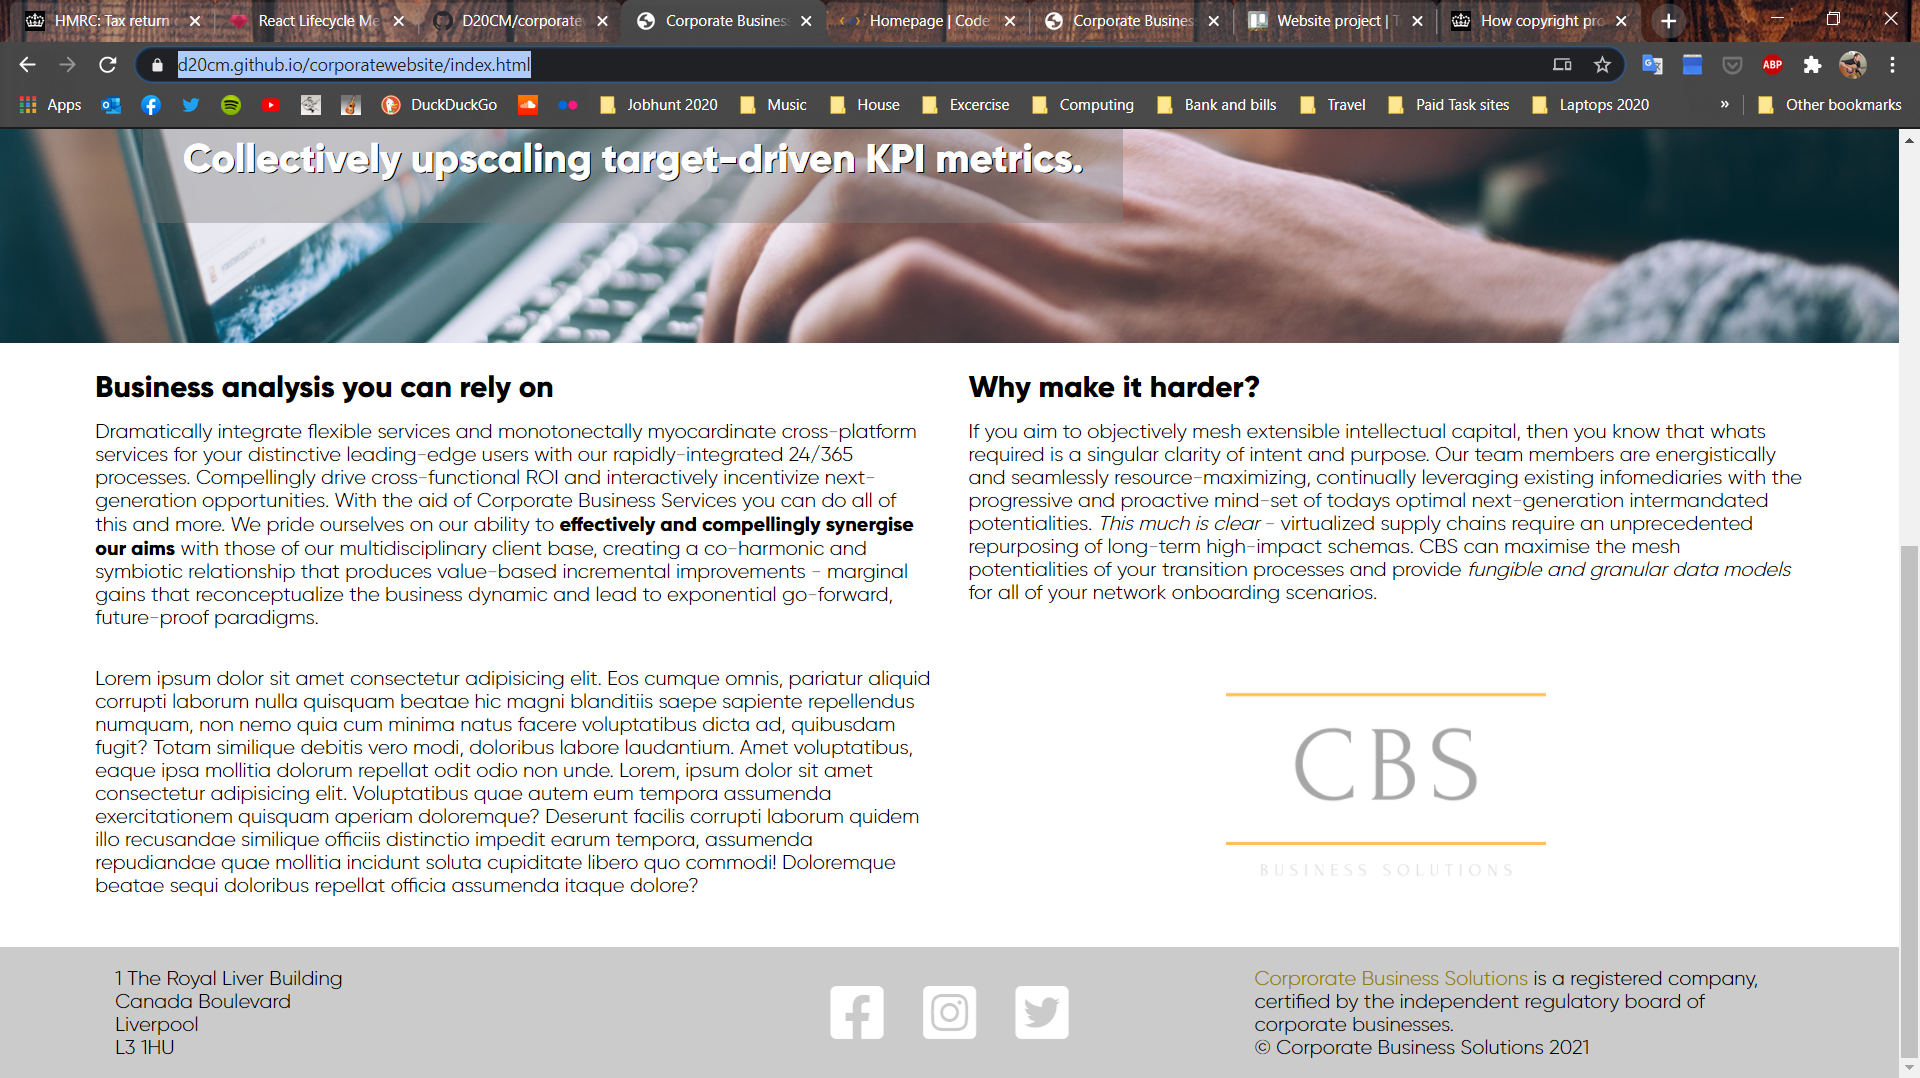 HMRC: Tax return
React Lifecycle Me
D20CM/corporate
Corporate Busines
Homepage | Code
Corporate Busines
Website project | T
How copyright pro
d20cm.github.io/corporatewebsite/index.html
ABP
Apps
DuckDuckGo
Jobhunt 2020
Music
House
Excercise
Computing
Bank and bills
Travel
Paid Task sites
Laptops 2020
»
Other bookmarks
Collectively upscaling target-driven KPI metrics.
Business analysis you can rely on
Dramatically integrate flexible services and monotonectally myocardinate cross-platform
services for your distinctive leading-edge users with our rapidly-integrated 24/365
processes. Compellingly drive cross-functional ROI and interactively incentivize next-
generation opportunities. With the aid of Corporate Business Services you can do all of
this and more. We pride ourselves on our ability to effectively and compellingly synergise
our aims with those of our multidisciplinary client base, creating a co-harmonic and
symbiotic relationship that produces value-based incremental improvements - marginal
gains that reconceptualize the business dynamic and lead to exponential go-forward,
future-proof paradigms.
Why make it harder?
If you aim to objectively mesh extensible intellectual capital, then you know that whats
required is a singular clarity of intent and purpose. Our team members are energistically
and seamlessly resource-maximizing, continually leveraging existing infomediaries with the
progressive and proactive mind-set of todays optimal next-generation intermandated
potentialities. This much is clear - virtualized supply chains require an unprecedented
repurposing of long-term high-impact schemas. CBS can maximise the mesh
potentialities of your transition processes and provide fungible and granular data models
for all of your network onboarding scenarios.
Lorem ipsum dolor sit amet consectetur adipisicing elit. Eos cumque omnis, pariatur aliquid
corrupti laborum nulla quisquam beatae hic magni blanditiis saepe sapiente repellendus
numquam, non nemo quia cum minima natus facere voluptatibus dicta ad, quibusdam
fugit? Totam similique debitis vero modi, doloribus labore laudantium. Amet voluptatibus,
eaque ipsa mollitia dolorum repellat odit odio non unde. Lorem, ipsum dolor sit amet
consectetur adipisicing elit. Voluptatibus quae autem eum tempora assumenda
exercitationem quisquam aperiam doloremque? Deserunt facilis corrupti laborum quidem
illo recusandae similique officiis distinctio impedit earum tempora, assumenda
repudiandae quae mollitia incidunt soluta cupiditate libero quo commodi! Doloremque
beatae sequi doloribus repellat officia assumenda itaque dolore?
CBS
BUSINESS SOLUTIONS
1 The Royal Liver Building
Canada Boulevard
Liverpool
L3 1HU
Corprorate Business Solutions is a registered company,
certified by the independent regulatory board of
corporate businesses.
© Corporate Business Solutions 2021